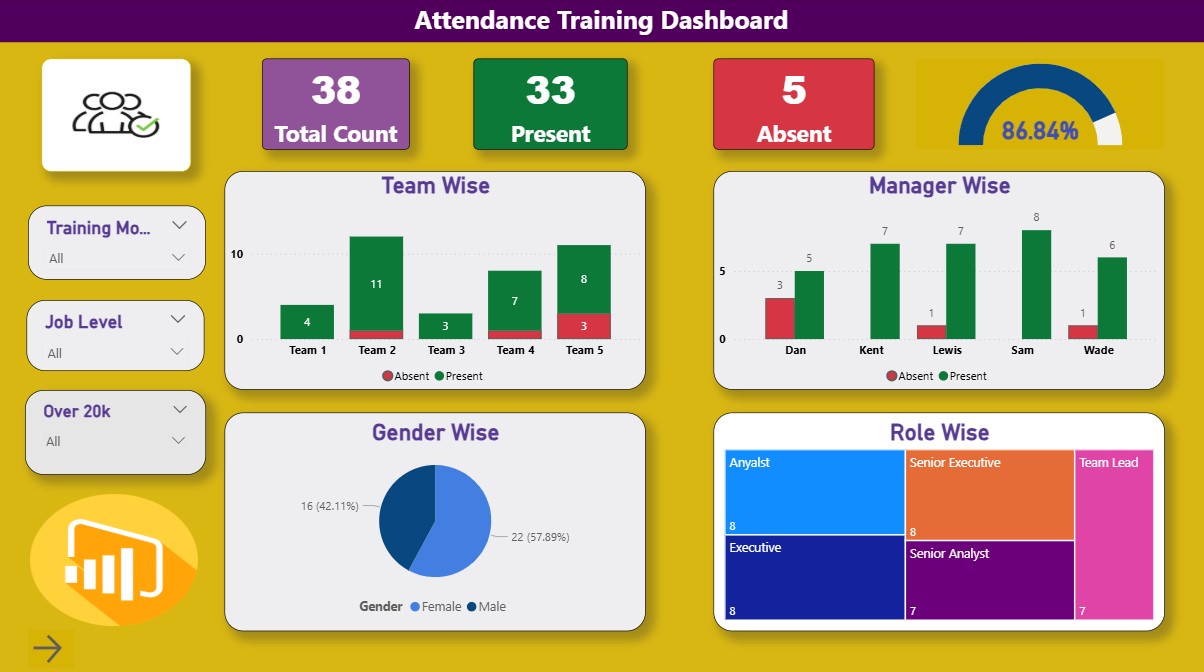 Attendance Training Dashboard
38
Total Count
33
Present
5
Absent
86.84%
Training Mo...
All
Job Level
All
Over 20k
All
Team Wise
10
0
4
11
3
7
8
3
Team 1 Team 2 Team 3 Team 4 Team 5
Absent Present
Manager Wise
5
0
3 5 7 1 7 8 1 6
Dan Kent Lewis Sam Wade
Absent Present
Gender Wise
16 (42.11%)
22 (57.89%)
Gender Female Male
Role Wise
Anyalst
8
Executive
8
Senior Executive
8
Senior Analyst
7
Team Lead
7